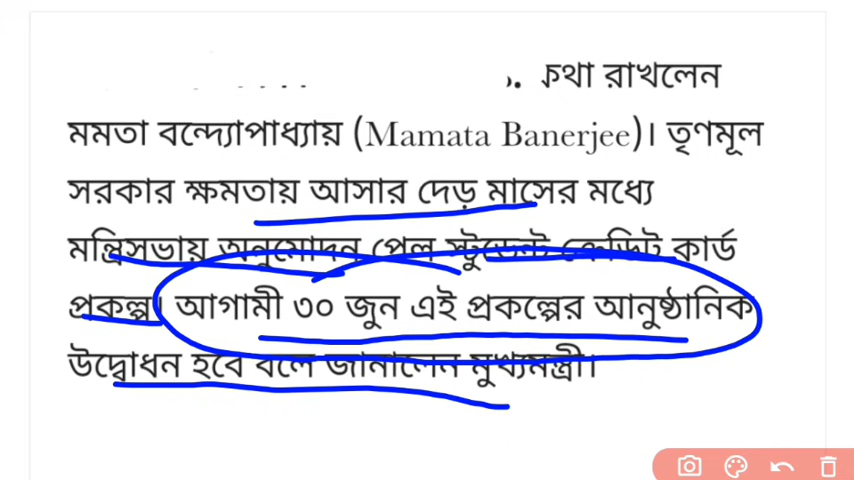 কথা রাখলেন
মমতা বন্দ্যোপাধ্যায় (Mamata Banerjee)। তৃণমূল
সরকার ক্ষমতায় আসার দেড় মাসের মধ্যে
মন্ত্রিসভায় অনুমোদন পেল স্টুডেন্ট ক্রেডিট কার্ড
প্রকল্প। আগামী ৩০ জুন এই প্রকল্পের আনুষ্ঠানিক
উদ্বোধন হবে বলে জানালেন মুখ্যমন্ত্রী।